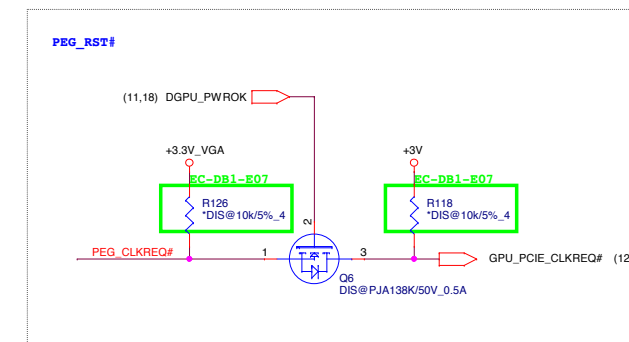 PEG_RST#
(11,18) DGPU_PWROK
+3.3V_VGA
+3V
EC-DB1-E07
EC-DB1-E07
R126
*DIS@10k/5%_4
R118
*DIS@10k/5%_4
2
PEG_CLKREQ#
1
3
GPU_PCIE_CLKREQ# (12
Q6
DIS@PJA138K/50V_0.5A